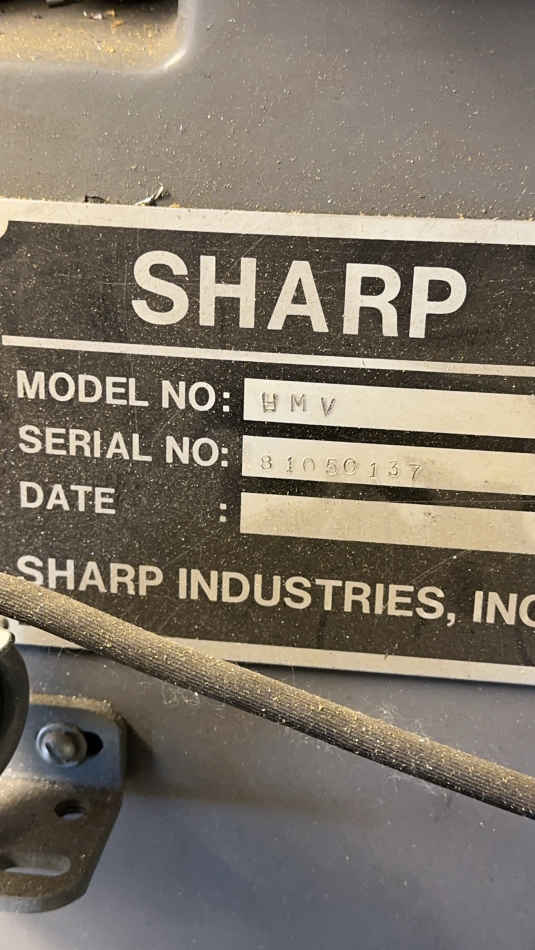 SHARP
MODEL NO: HMV
SERIAL NO: 81050137
DATE :
SHARP INDUSTRIES, INC